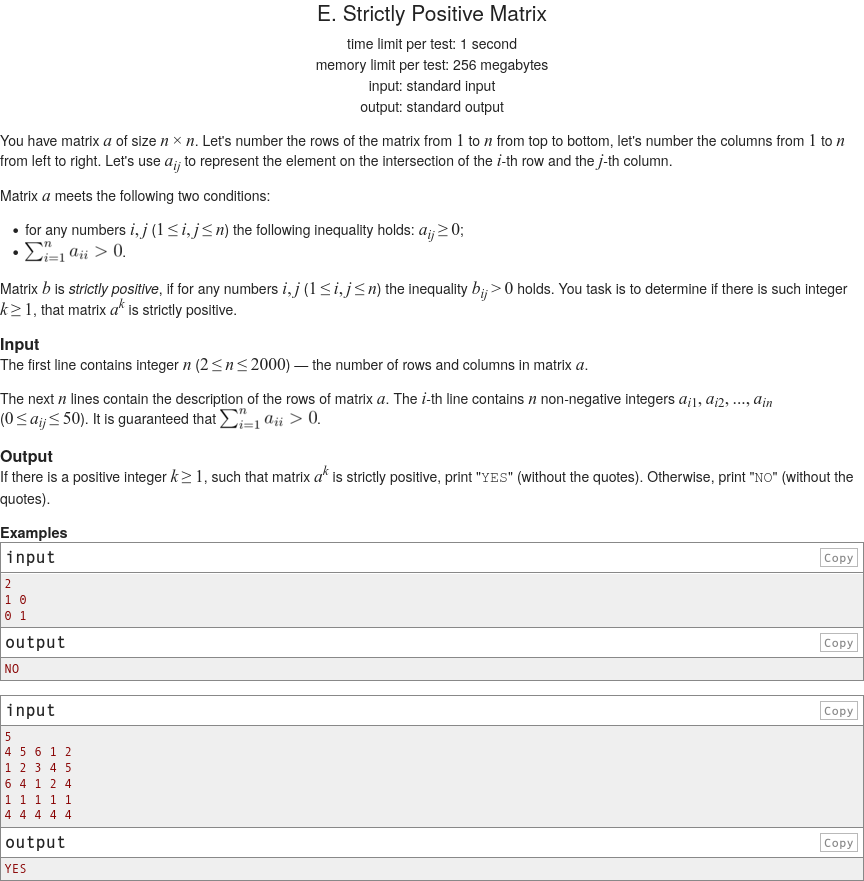 E. Strictly Positive Matrix
time limit per test: 1 second
memory limit per test: 256 megabytes
input: standard input
output: standard output
You have matrix a of size n × n. Let's number the rows of the matrix from 1 to n from top to bottom, let's number the columns from 1 to n
from left to right. Let's use a_{ij} to represent the element on the intersection of the i-th row and the j-th column.
Matrix a meets the following two conditions:
• for any numbers i, j (1 ≤ i, j ≤ n) the following inequality holds: a_{ij} ≥ 0;
• \sum_{i=1}^{n} a_{ii} > 0.
Matrix b is strictly positive, if for any numbers i, j (1 ≤ i, j ≤ n) the inequality b_{ij} > 0 holds. You task is to determine if there is such integer
k ≥ 1, that matrix a^k is strictly positive.
Input
The first line contains integer n (2 ≤ n ≤ 2000) — the number of rows and columns in matrix a.
The next n lines contain the description of the rows of matrix a. The i-th line contains n non-negative integers a_{i1}, a_{i2}, ..., a_{in}
(0 ≤ a_{ij} ≤ 50). It is guaranteed that \sum_{i=1}^{n} a_{ii} > 0.
Output
If there is a positive integer k ≥ 1, such that matrix a^k is strictly positive, print "YES" (without the quotes). Otherwise, print "NO" (without the
quotes).
Examples
input Copy
2
1 0
0 1
output Copy
NO
input Copy
5
4 5 6 1 2
1 2 3 4 5
6 4 1 2 4
1 1 1 1 1
4 4 4 4 4
output Copy
YES